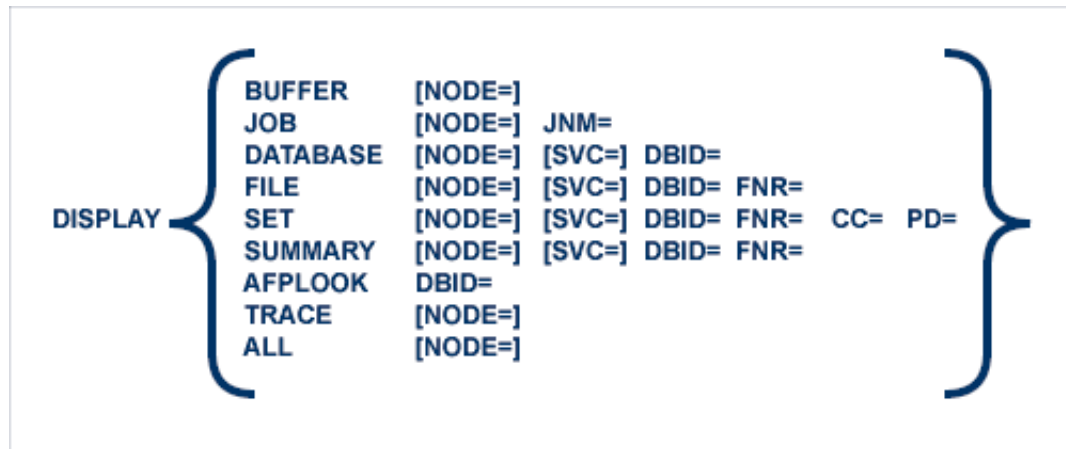 BUFFER [NODE=]
JOB [NODE=] JNM=
DATABASE [NODE=] [SVC=] DBID=
FILE [NODE=] [SVC=] DBID= FNR=
DISPLAY SET [NODE=] [SVC=] DBID= FNR= CC= PD=
SUMMARY [NODE=] [SVC=] DBID= FNR=
AFPLOOK DBID=
TRACE [NODE=]
ALL [NODE=]